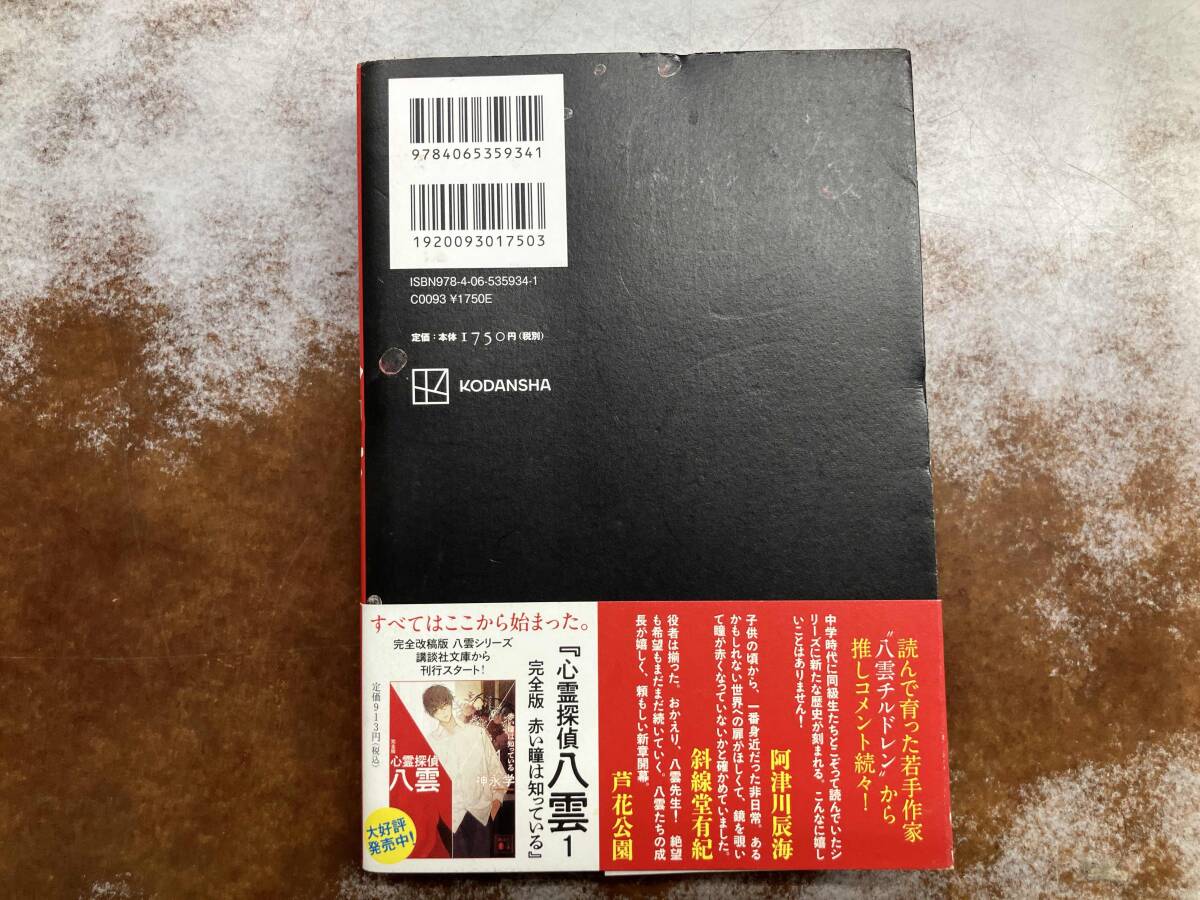 9784065359341
1920093017503
ISBN978-4-06-535934-1
C0093 ¥1750E
定価：本体1750円（税別）
KODANSHA
読んで育った若手作家
〝八雲チルドレン〟から
推しコメント続々！
中学時代に同級生たちとこぞって読んでいたシ
リーズに新たな歴史が刻まれる。こんなに嬉し
いことはありません！
阿津川辰海
子供の頃から、一番身近だった非日常。ある
かもしれない世界への扉がほしくて、鏡を覗い
て瞳が赤くなっていないかと確かめていました。
斜線堂有紀
役者は揃った。おかえり、八雲先生！　絶望
も希望もまだまだ続いていく。八雲たちの成
長が嬉しく、頼もしい新章開幕。
芦花公園
すべてはここから始まった。
完全改稿版 八雲シリーズ
講談社文庫から
刊行スタート！
『心霊探偵八雲1
完全版 赤い瞳は知っている』
定価913円（税込）
赤い瞳は知っている
神永学
完全版
心霊探偵
八雲
大好評
発売中！